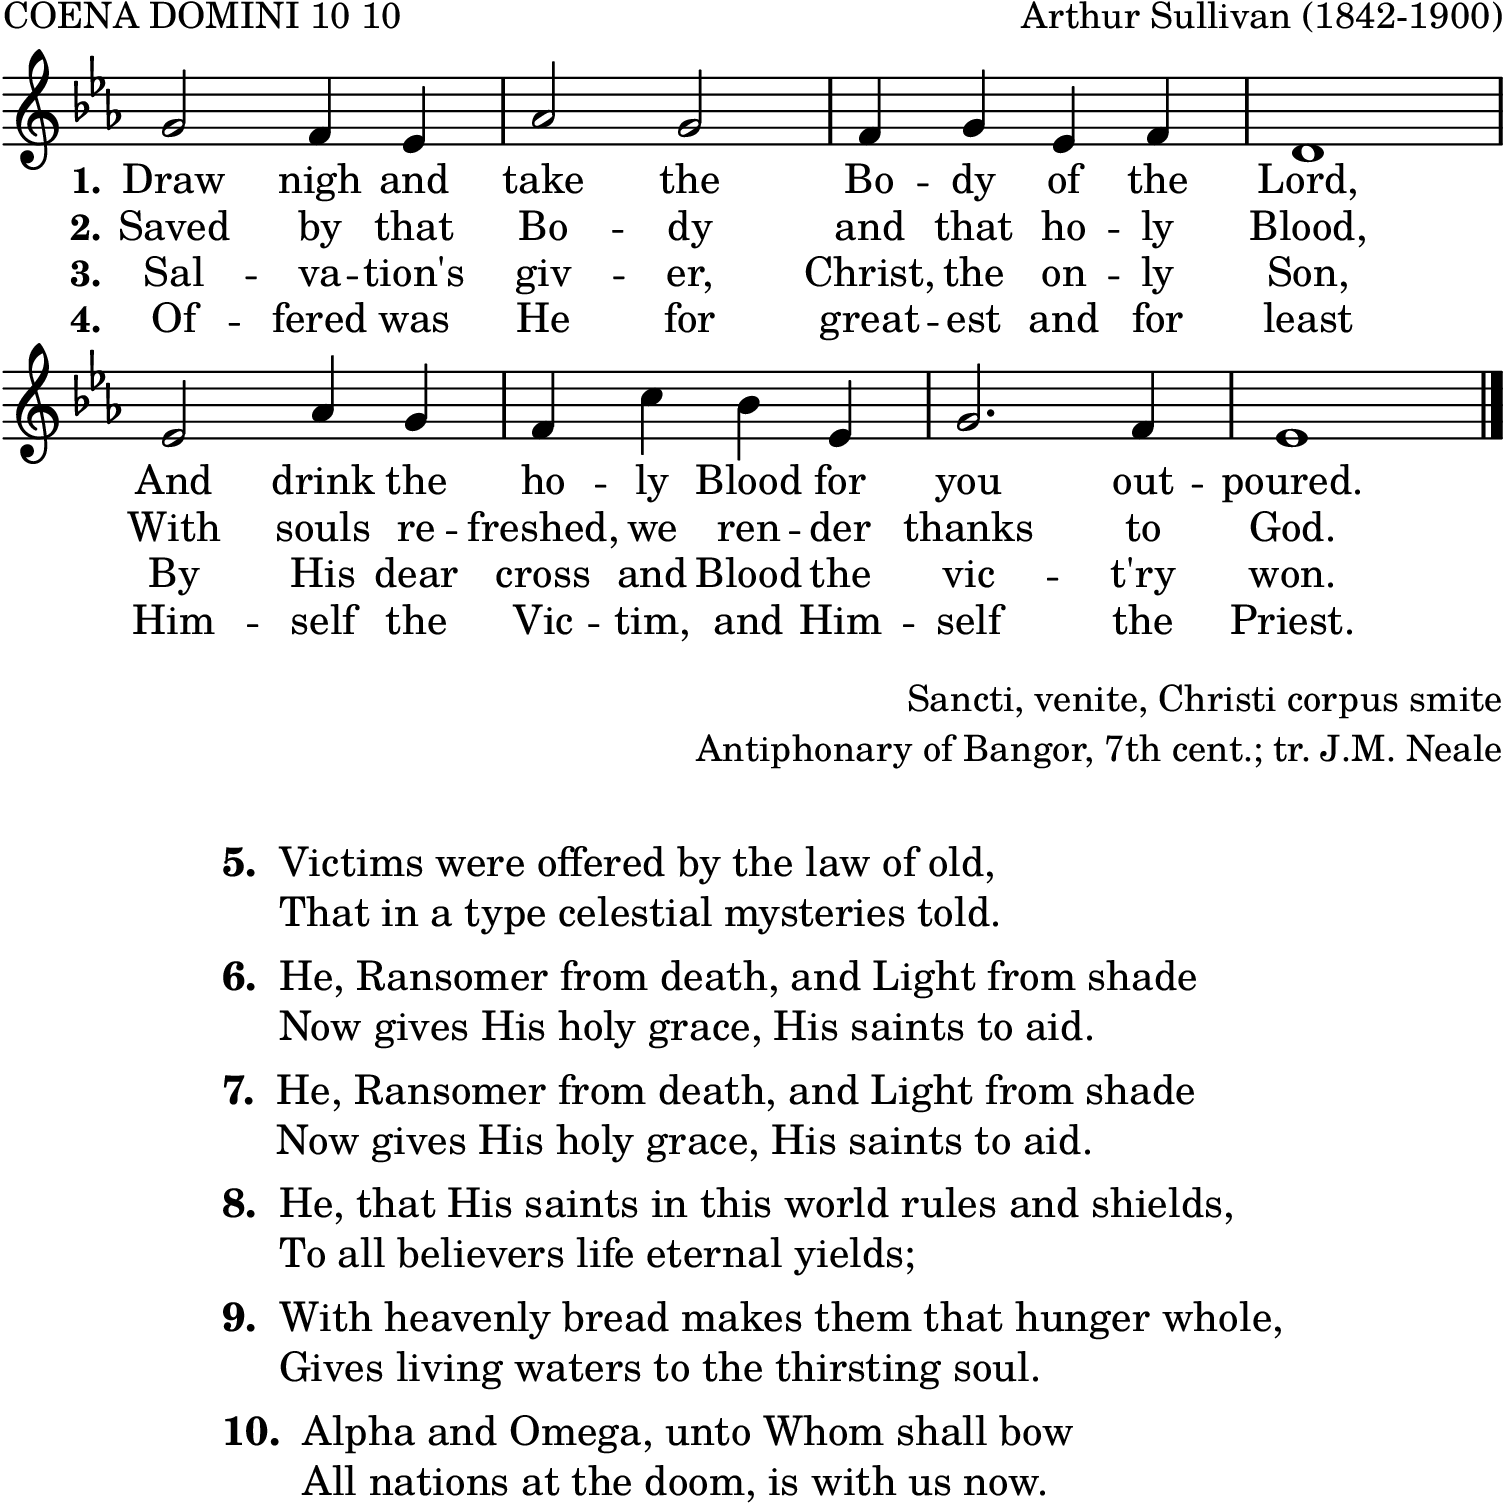 COENA DOMINI 10 10 Arthur Sullivan (1842-1900)
1. Draw nigh and take the Bo - dy of the Lord,
2. Saved by that Bo - dy and that ho - ly Blood,
3. Sal - va - tion's giv - er, Christ, the on - ly Son,
4. Of - fered was He for great - est and for least
And drink the ho - ly Blood for you out - poured.
With souls re - freshed, we ren - der thanks to God.
By His dear cross and Blood the vic - t'ry won.
Him - self the Vic - tim, and Him - self the Priest.
Sancti, venite, Christi corpus smite
Antiphonary of Bangor, 7th cent.; tr. J.M. Neale
5. Victims were offered by the law of old,
That in a type celestial mysteries told.
6. He, Ransomer from death, and Light from shade
Now gives His holy grace, His saints to aid.
7. He, Ransomer from death, and Light from shade
Now gives His holy grace, His saints to aid.
8. He, that His saints in this world rules and shields,
To all believers life eternal yields;
9. With heavenly bread makes them that hunger whole,
Gives living waters to the thirsting soul.
10. Alpha and Omega, unto Whom shall bow
All nations at the doom, is with us now.